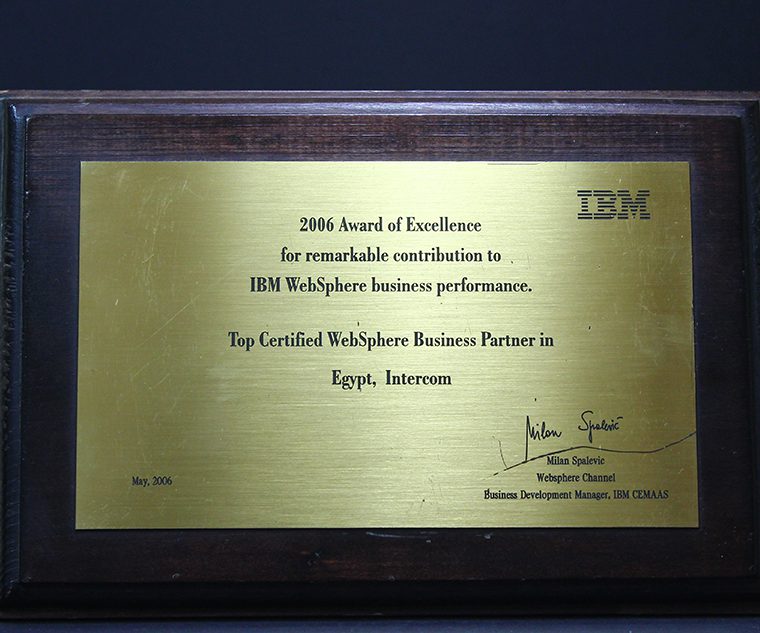 IBM
2006 Award of Excellence
for remarkable contribution to
IBM WebSphere business performance.
Top Certified WebSphere Business Partner in
Egypt, Intercom
Milan Spalević
Milan Spalevic
Websphere Channel
Business Development Manager, IBM CEMAAS
May, 2006